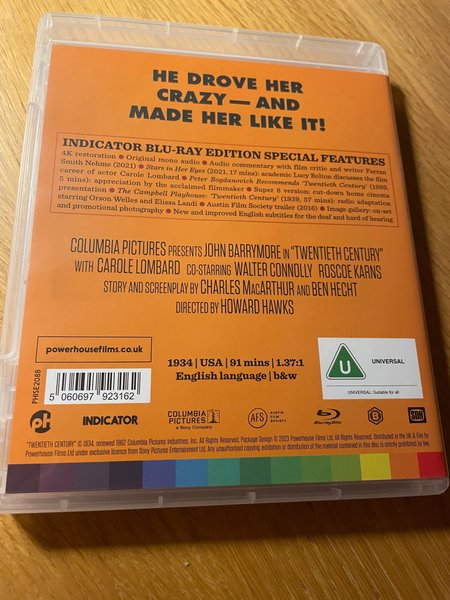 HE DROVE HER
CRAZY—AND
MADE HER LIKE IT!
INDICATOR BLU-RAY EDITION SPECIAL FEATURES
4K restoration ● Original mono audio ● Audio commentary with film critic and writer Farran
Smith Nehme (2021) ● Stars in Her Eyes (2021, 17 mins): academic Lucy Bolton discusses the film
career of actor Carole Lombard ● Peter Bogdanovich Recommends 'Twentieth Century' (1989,
5 mins): appreciation by the acclaimed filmmaker ● Super 8 version: cut-down home cinema
presentation ● The Campbell Playhouse: 'Twentieth Century' (1939, 57 mins): radio adaptation
starring Orson Welles and Elissa Landi ● Austin Film Society trailer (2016) ● Image gallery: on-set
and promotional photography ● New and improved English subtitles for the deaf and hard of hearing
COLUMBIA PICTURES PRESENTS JOHN BARRYMORE IN "TWENTIETH CENTURY"
WITH CAROLE LOMBARD CO-STARRING WALTER CONNOLLY ROSCOE KARNS
STORY AND SCREENPLAY BY CHARLES MacARTHUR AND BEN HECHT
DIRECTED BY HOWARD HAWKS
powerhousefilms.co.uk
PHISE208B
5 060697 923162
1934 | USA | 91 mins | 1.37:1
English language | b&w
U
UNIVERSAL
UNIVERSAL: Suitable for all
ph
INDICATOR
COLUMBIA
PICTURES
a Sony Company
AFS
AUSTIN
FILM
SOCIETY
Blu-ray Disc
B
SDH
"TWENTIETH CENTURY" © 1934, renewed 1962 Columbia Pictures Industries, Inc. All Rights Reserved. Package Design © 2023 Powerhouse Films Ltd. All Rights Reserved. Distributed in the UK & Eire by
Powerhouse Films Ltd under exclusive licence from Sony Pictures Entertainment. Any unauthorised copying, exhibition or distribution of the material contained in this disc is strictly prohibited by law.